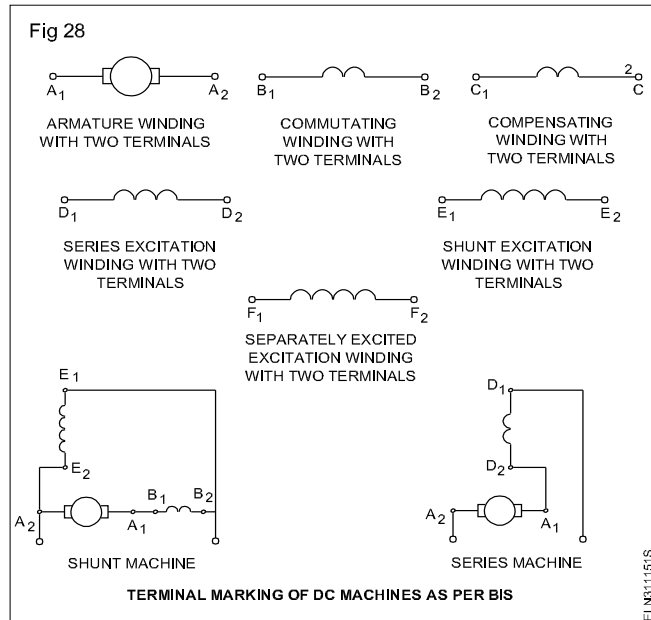 Fig 28
A1 A2
B1 B2
C1 C 2
ARMATURE WINDING
WITH TWO TERMINALS
COMMUTATING
WINDING WITH
TWO TERMINALS
COMPENSATING
WINDING WITH
TWO TERMINALS
D1 D2
E1 E2
SERIES EXCITATION
WINDING WITH TWO
TERMINALS
SHUNT EXCITATION
WINDING WITH TWO
TERMINALS
F1 F2
SEPARATELY EXCITED
EXCITATION WINDING
WITH TWO TERMINALS
E1
E2
A2 A1 B1 B2
SHUNT MACHINE
D1
D2
A2 A1
SERIES MACHINE
TERMINAL MARKING OF DC MACHINES AS PER BIS
ELN311151S